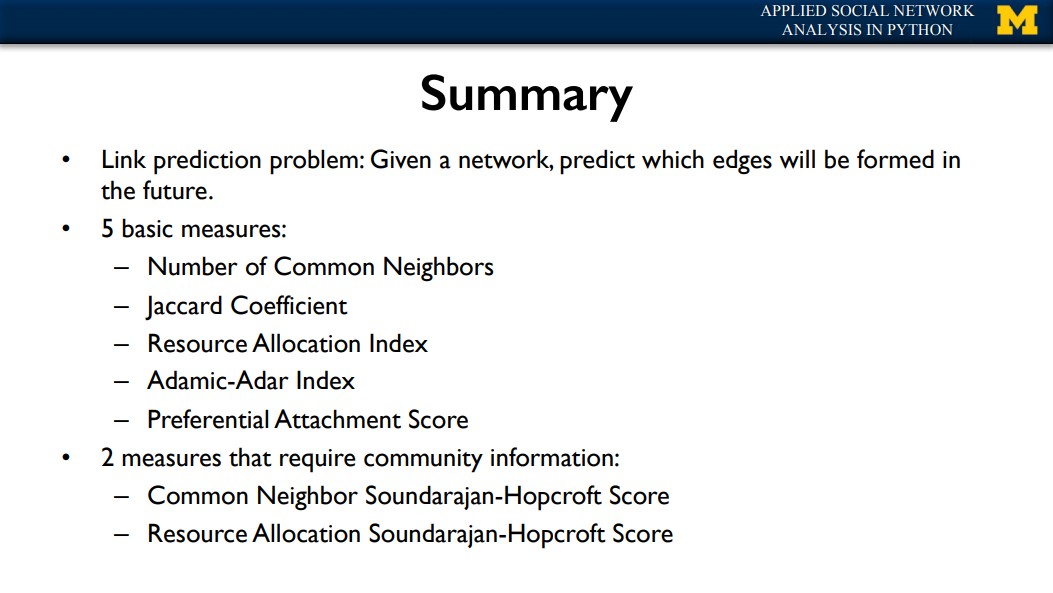 APPLIED SOCIAL NETWORK
ANALYSIS IN PYTHON
M
Summary
• Link prediction problem: Given a network, predict which edges will be formed in
the future.
• 5 basic measures:
– Number of Common Neighbors
– Jaccard Coefficient
– Resource Allocation Index
– Adamic-Adar Index
– Preferential Attachment Score
• 2 measures that require community information:
– Common Neighbor Soundarajan-Hopcroft Score
– Resource Allocation Soundarajan-Hopcroft Score